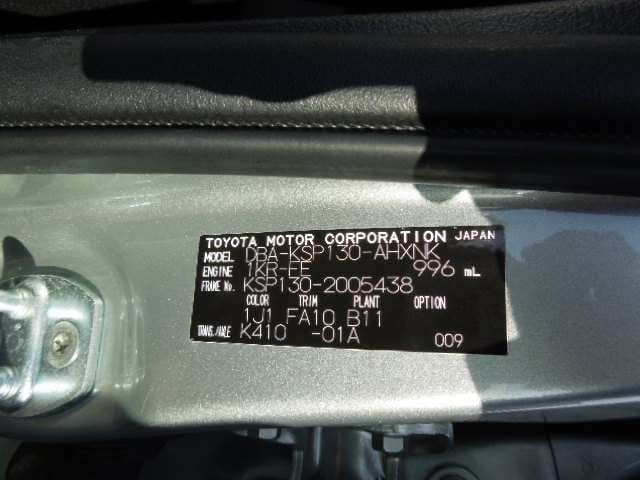 TOYOTA MOTOR CORPORATION JAPAN
MODEL DBA-KSP130-AHXNK
ENGINE 1KR-FE 996 mL
FRAME No. KSP130-2005438
COLOR TRIM PLANT OPTION
1J1 FA10 B11
TRANS./AXLE K410 -01A 009